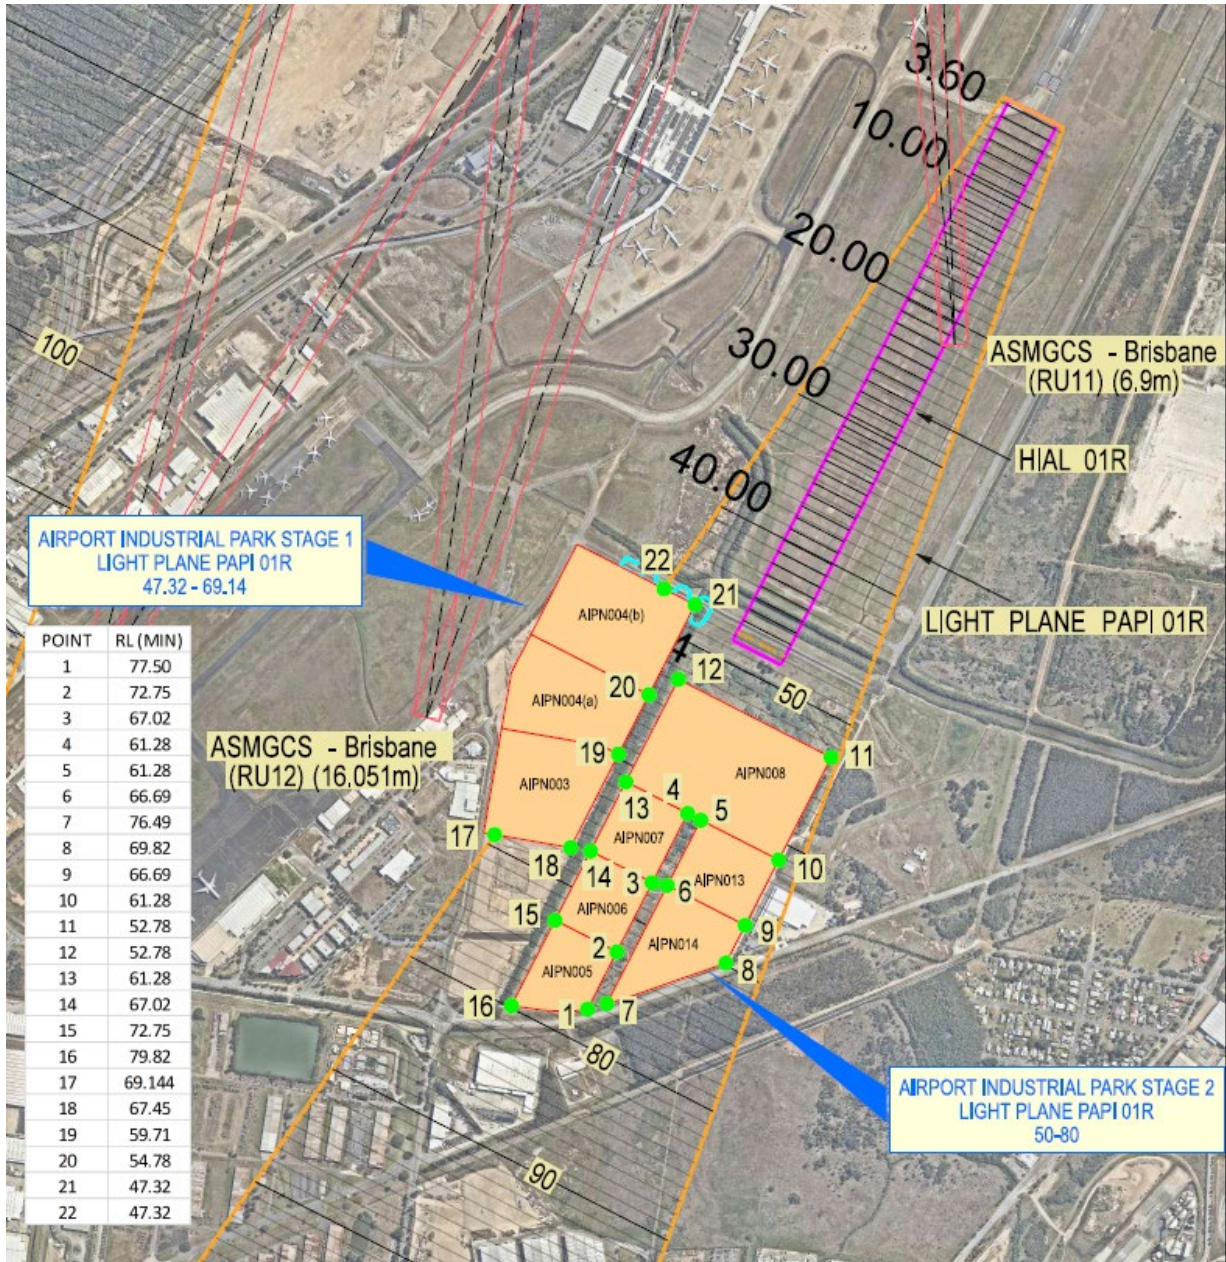 3.60
10.00
20.00
30.00
40.00
100
ASMGCS - Brisbane
(RU11) (6.9m)
HIAL 01R
LIGHT PLANE PAPI 01R
AIRPORT INDUSTRIAL PARK STAGE 1
LIGHT PLANE PAPI 01R
47.32 - 69.14
22
21
AIPN004(b)
4
12
50
20
AIPN004(a)
ASMGCS - Brisbane
(RU12) (16,051m)
19
11
AIPN008
13
AIPN003
4
5
17
AIPN007
18
10
14
3
6
AIPN013
15
AIPN006
9
2
AIPN014
AIPN005
8
16
1
7
80
90
AIRPORT INDUSTRIAL PARK STAGE 2
LIGHT PLANE PAPI 01R
50-80
POINT RL (MIN)
1 77.50
2 72.75
3 67.02
4 61.28
5 61.28
6 66.69
7 76.49
8 69.82
9 66.69
10 61.28
11 52.78
12 52.78
13 61.28
14 67.02
15 72.75
16 79.82
17 69.144
18 67.45
19 59.71
20 54.78
21 47.32
22 47.32